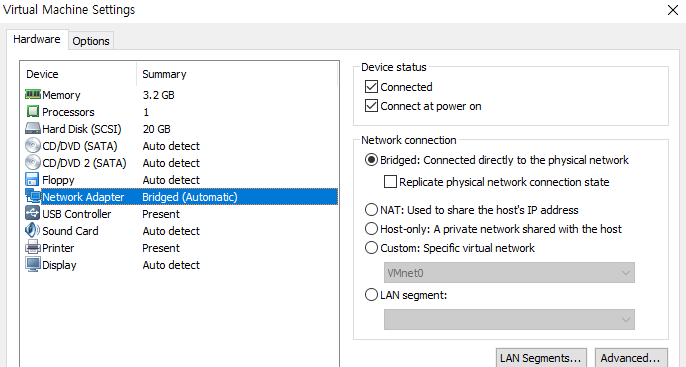 Virtual Machine Settings
Hardware Options
Device Summary
Memory 3.2 GB
Processors 1
Hard Disk (SCSI) 20 GB
CD/DVD (SATA) Auto detect
CD/DVD 2 (SATA) Auto detect
Floppy Auto detect
Network Adapter Bridged (Automatic)
USB Controller Present
Sound Card Auto detect
Printer Present
Display Auto detect
Device status
Connected
Connect at power on
Network connection
Bridged: Connected directly to the physical network
Replicate physical network connection state
NAT: Used to share the host's IP address
Host-only: A private network shared with the host
Custom: Specific virtual network
VMnet0
LAN segment:
LAN Segments... Advanced...